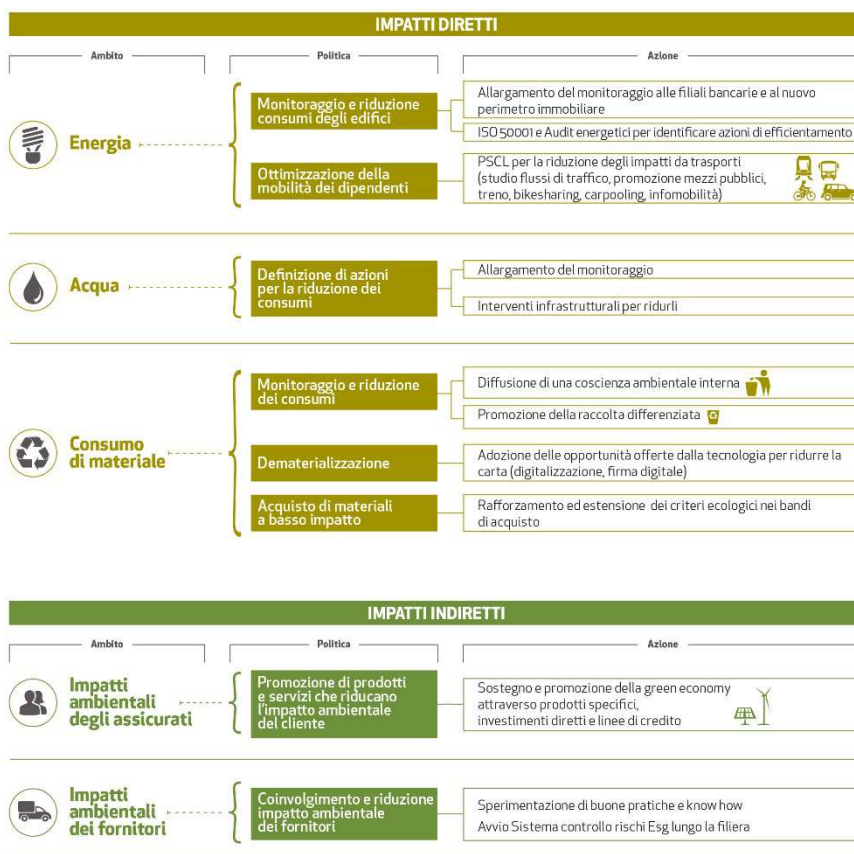 IMPATTI DIRETTI
Ambito
Politica
Azione
Energia
Monitoraggio e riduzione
consumi degli edifici
Allargamento del monitoraggio alle filiali bancarie e al nuovo
perimetro immobiliare
ISO 50001 e Audit energetici per identificare azioni di efficientamento
Ottimizzazione della
mobilità dei dipendenti
PSCL per la riduzione degli impatti da trasporti
(studio flussi di traffico, promozione mezzi pubblici,
treno, bikesharing, carpooling, infomobilità)
Acqua
Definizione di azioni
per la riduzione dei
consumi
Allargamento del monitoraggio
Interventi infrastrutturali per ridurli
Consumo
di materiale
Monitoraggio e riduzione
dei consumi
Diffusione di una coscienza ambientale interna
Promozione della raccolta differenziata
Dematerializzazione
Adozione delle opportunità offerte dalla tecnologia per ridurre la
carta (digitalizzazione, firma digitale)
Acquisto di materiali
a basso impatto
Rafforzamento ed estensione dei criteri ecologici nei bandi
di acquisto
IMPATTI INDIRETTI
Ambito
Politica
Azione
Impatti
ambientali
degli assicurati
Promozione di prodotti
e servizi che riducano
l'impatto ambientale
del cliente
Sostegno e promozione della green economy
attraverso prodotti specifici,
investimenti diretti e linee di credito
Impatti
ambientali
dei fornitori
Coinvolgimento e riduzione
impatto ambientale
dei fornitori
Sperimentazione di buone pratiche e know how
Avvio Sistema controllo rischi Esg lungo la filiera